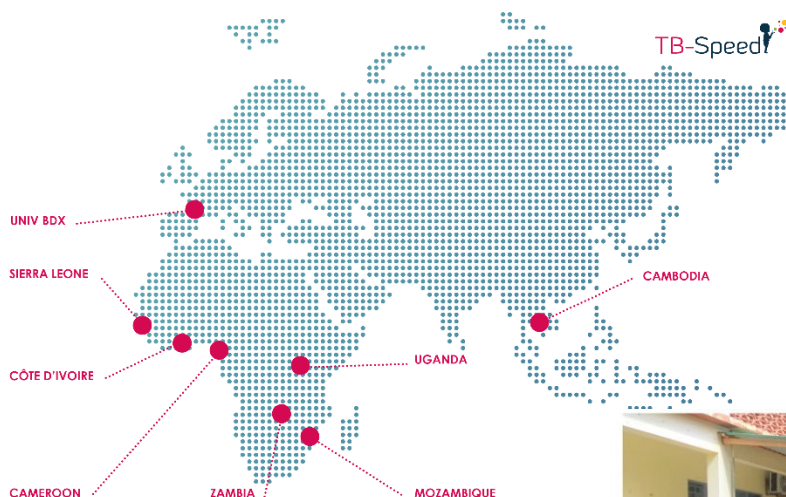 TB-Speed
UNIV BDX
SIERRA LEONE
CAMBODIA
UGANDA
CÔTE D'IVOIRE
CAMEROON
ZAMBIA
MOZAMBIQUE